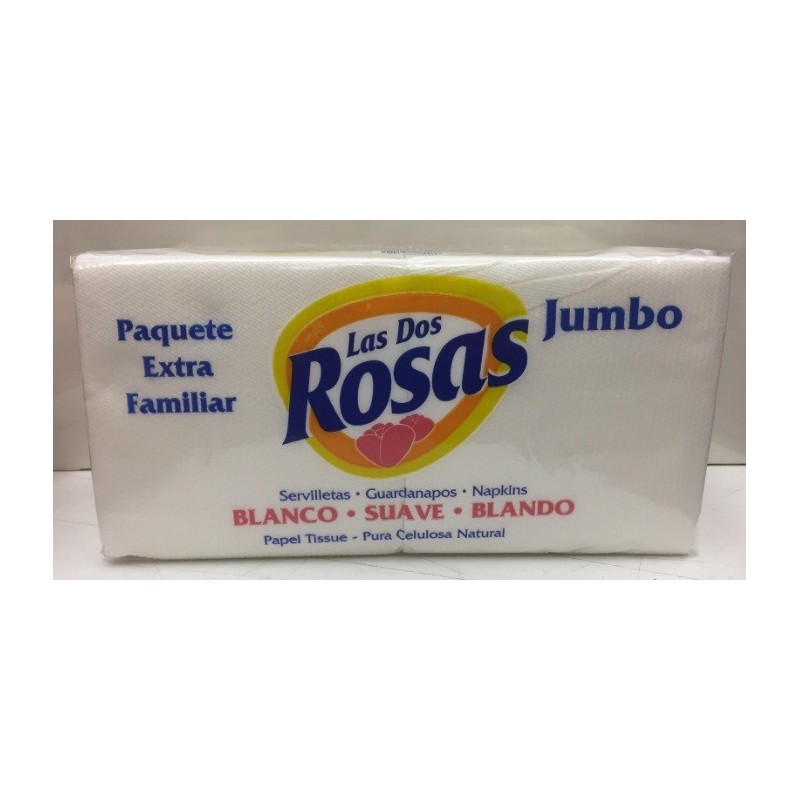 Paquete
Extra
Familiar
Las Dos
Rosas
Jumbo
Servilletas · Guardanapos · Napkins
BLANCO · SUAVE · BLANDO
Papel Tissue - Pura Celulosa Natural